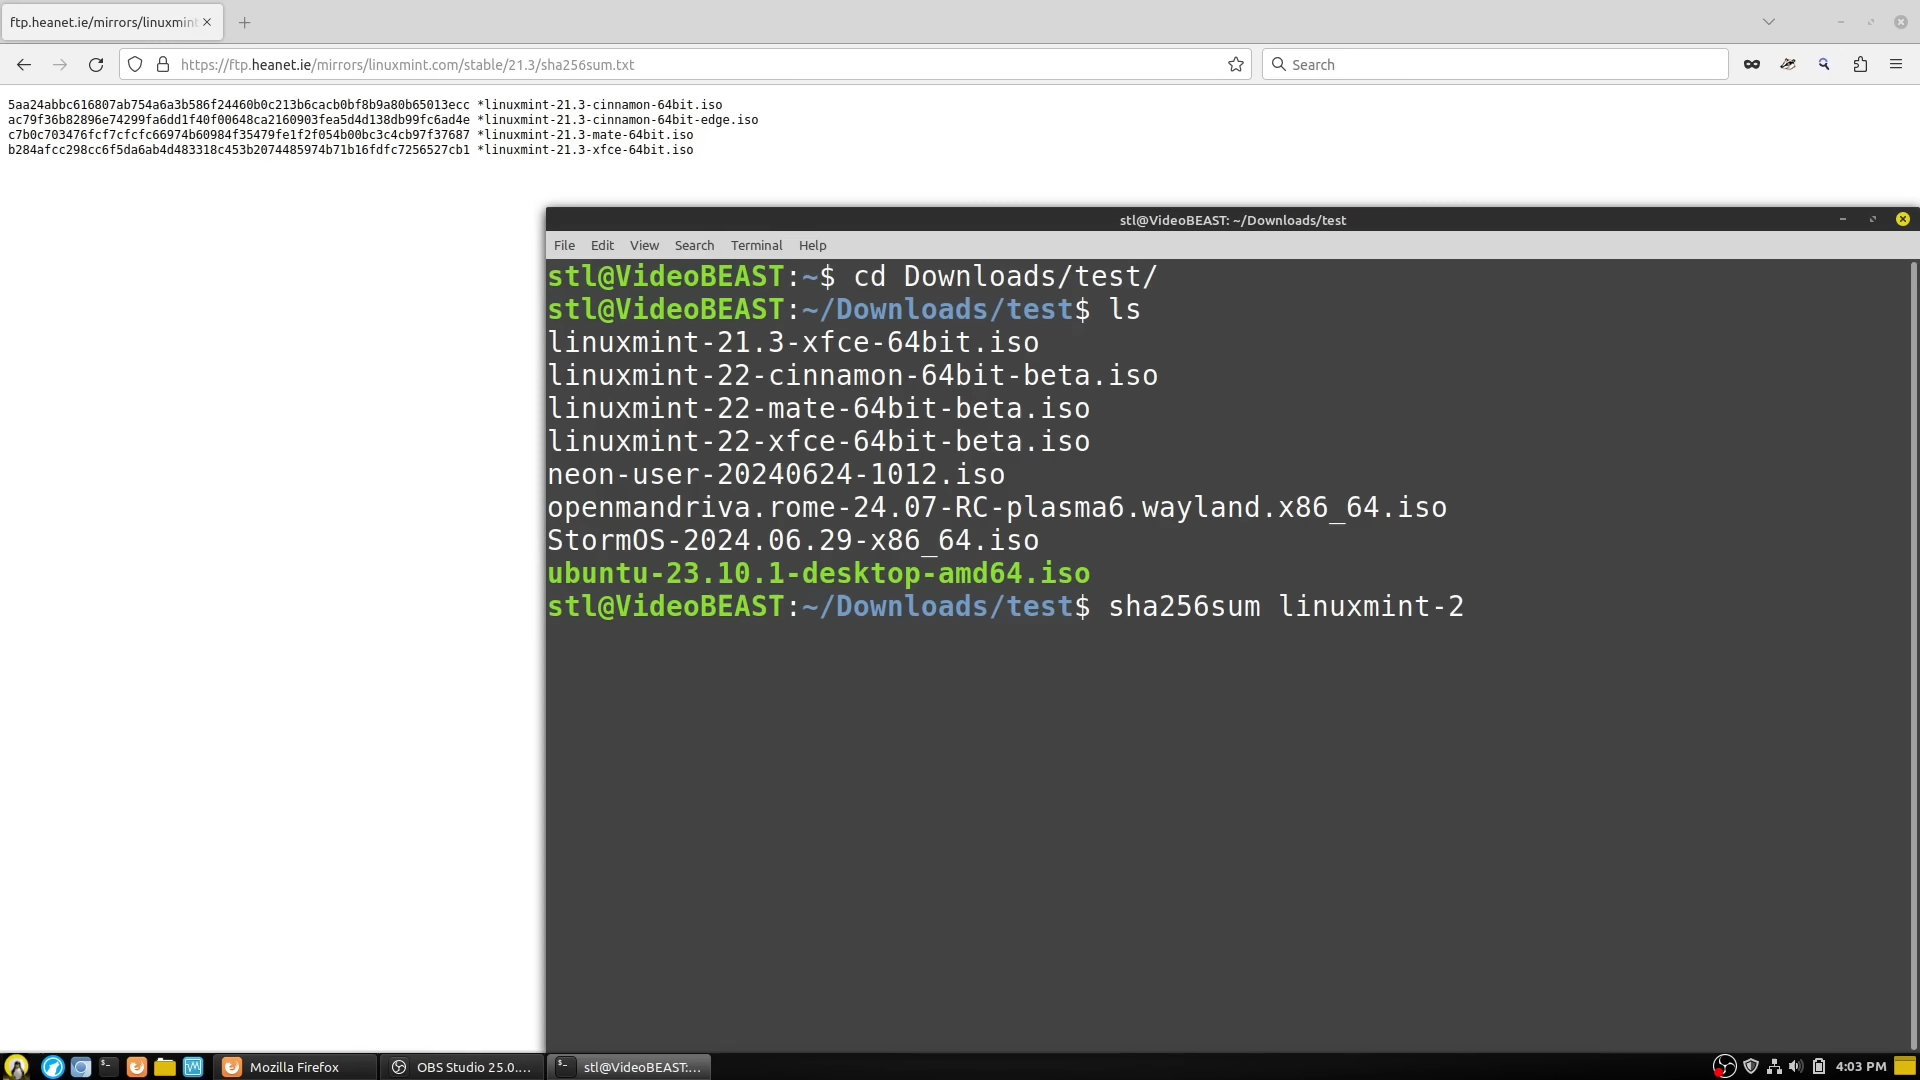 ftp.heanet.ie/mirrors/linuxmint
https://ftp.heanet.ie/mirrors/linuxmint.com/stable/21.3/sha256sum.txt
Search
5aa24abbc616807ab754a6a3b586f24460b0c213b6cacb0bf8b9a80b65013ecc *linuxmint-21.3-cinnamon-64bit.iso
ac79f36b82896e74299fa6dd1f40f00648ca2160903fea5d4d138db99fc6ad4e *linuxmint-21.3-cinnamon-64bit-edge.iso
c7b0c703476fcf7cfcfc66974b60984f35479fe1f2f054b00bc3c4cb97f37687 *linuxmint-21.3-mate-64bit.iso
b284afcc298cc6f5da6ab4d483318c453b2074485974b71b16fdfc7256527cb1 *linuxmint-21.3-xfce-64bit.iso
stl@VideoBEAST: ~/Downloads/test
File Edit View Search Terminal Help
stl@VideoBEAST:~$ cd Downloads/test/
stl@VideoBEAST:~/Downloads/test$ ls
linuxmint-21.3-xfce-64bit.iso
linuxmint-22-cinnamon-64bit-beta.iso
linuxmint-22-mate-64bit-beta.iso
linuxmint-22-xfce-64bit-beta.iso
neon-user-20240624-1012.iso
openmandriva.rome-24.07-RC-plasma6.wayland.x86_64.iso
StormOS-2024.06.29-x86_64.iso
ubuntu-23.10.1-desktop-amd64.iso
stl@VideoBEAST:~/Downloads/test$ sha256sum linuxmint-2
Mozilla Firefox
OBS Studio 25.0....
stl@VideoBEAST:...
4:03 PM